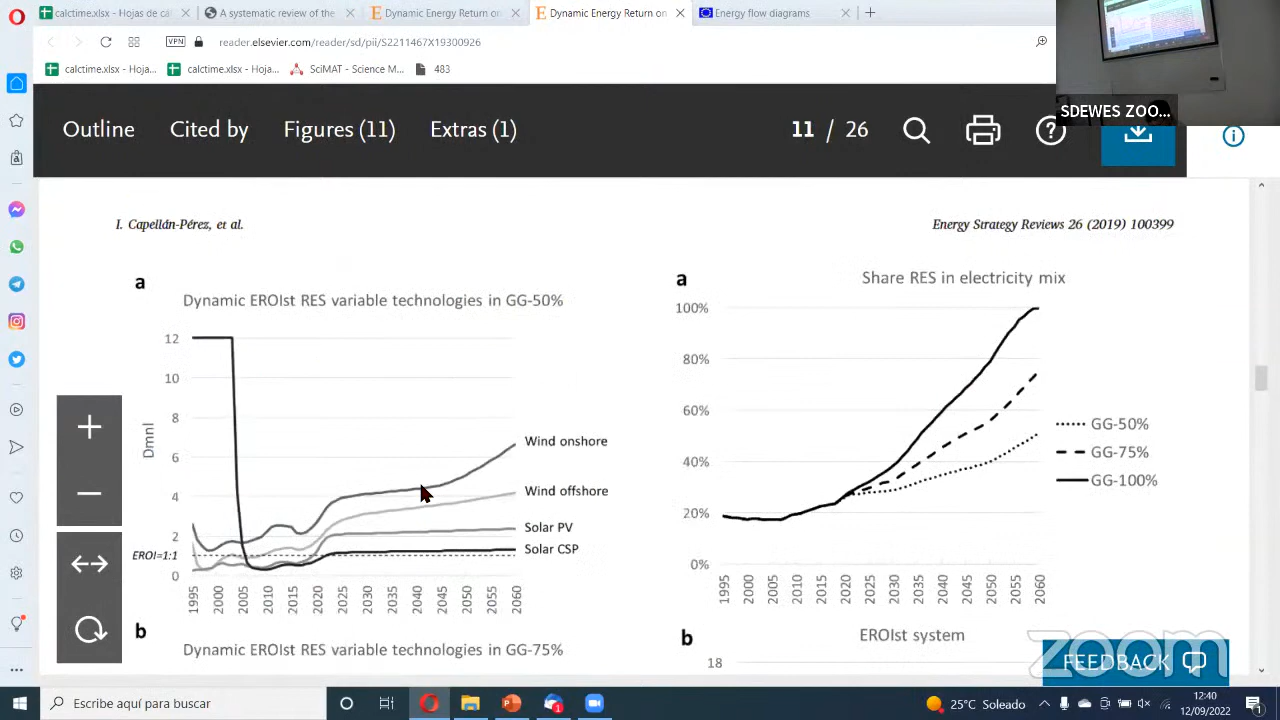 calctime.xlsx - Hoja de
A systematic review of the
Dynamic Energy Return on
Dynamic Energy Return on
Energy flow diagrams
VPN
reader.elsevier.com/reader/sd/pii/S2211467X19300926
calctime.xlsx - Hoja...
calctime.xlsx - Hoja...
SciMAT - Science M...
483
SDEWES ZOO...
Outline
Cited by
Figures (11)
Extras (1)
11 / 26
I. Capellán-Pérez, et al.
Energy Strategy Reviews 26 (2019) 100399
a
Dynamic EROIst RES variable technologies in GG-50%
12
10
8
6
4
2
0
Dmnl
EROI=1:1
Wind onshore
Wind offshore
Solar PV
Solar CSP
1995
2000
2005
2010
2015
2020
2025
2030
2035
2040
2045
2050
2055
2060
b
Dynamic EROIst RES variable technologies in GG-75%
a
Share RES in electricity mix
100%
80%
60%
40%
20%
0%
GG-50%
GG-75%
GG-100%
1995
2000
2005
2010
2015
2020
2025
2030
2035
2040
2045
2050
2055
2060
b
EROIst system
18
zoom
FEEDBACK
Escribe aquí para buscar
25°C Soleado
12:40
12/09/2022